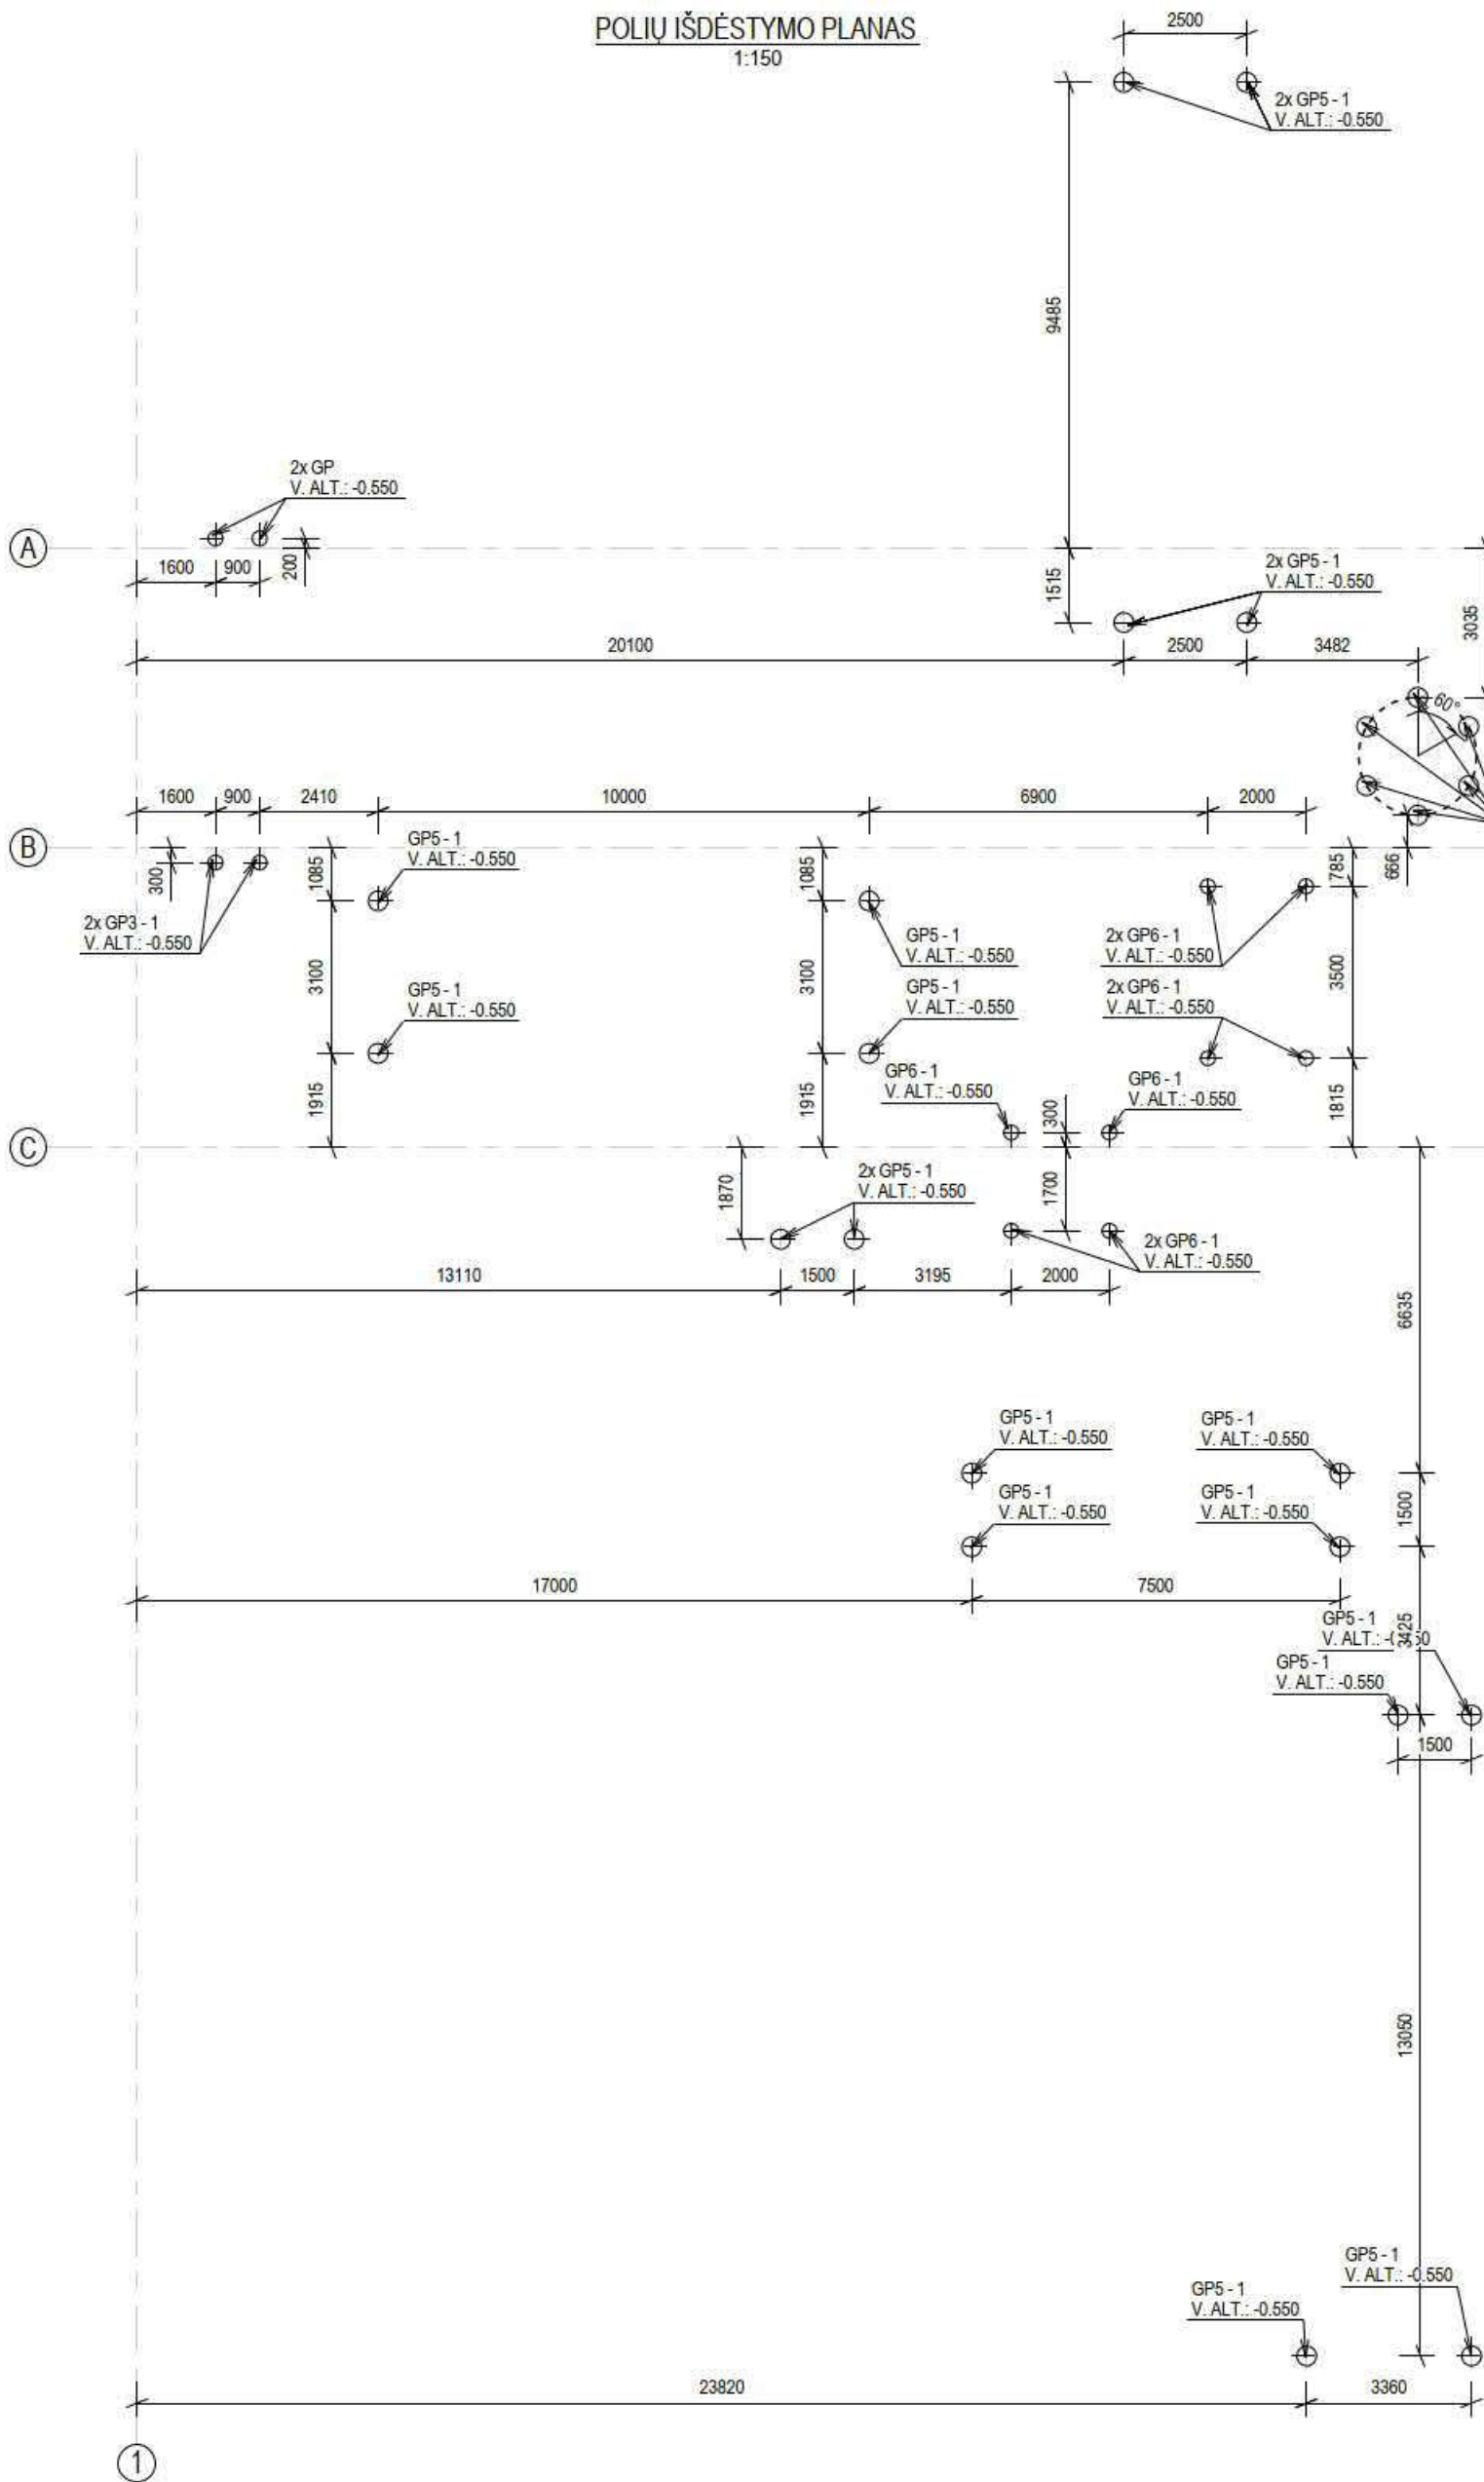 POLIŲ IŠDĖSTYMO PLANAS
1:150
2500
2x GP5 - 1
V. ALT.: -0.550
9485
2x GP
V. ALT.: -0.550
A
1600
900
200
1515
2x GP5 - 1
V. ALT.: -0.550
3035
20100
2500
3482
60°
1600
900
2410
10000
6900
2000
B
300
1085
GP5 - 1
V. ALT.: -0.550
1085
785
666
2x GP3 - 1
V. ALT.: -0.550
3100
3100
GP5 - 1
V. ALT.: -0.550
2x GP6 - 1
V. ALT.: -0.550
3500
GP5 - 1
V. ALT.: -0.550
GP5 - 1
V. ALT.: -0.550
2x GP6 - 1
V. ALT.: -0.550
1915
1915
GP6 - 1
V. ALT.: -0.550
300
GP6 - 1
V. ALT.: -0.550
1815
C
1870
2x GP5 - 1
V. ALT.: -0.550
1700
2x GP6 - 1
V. ALT.: -0.550
13110
1500
3195
2000
6635
GP5 - 1
V. ALT.: -0.550
GP5 - 1
V. ALT.: -0.550
GP5 - 1
V. ALT.: -0.550
GP5 - 1
V. ALT.: -0.550
1500
17000
7500
GP5 - 1
V. ALT.:
3425
GP5 - 1
V. ALT.: -0.550
1500
13050
GP5 - 1
V. ALT.: -0.550
GP5 - 1
V. ALT.: -0.550
23820
3360
1